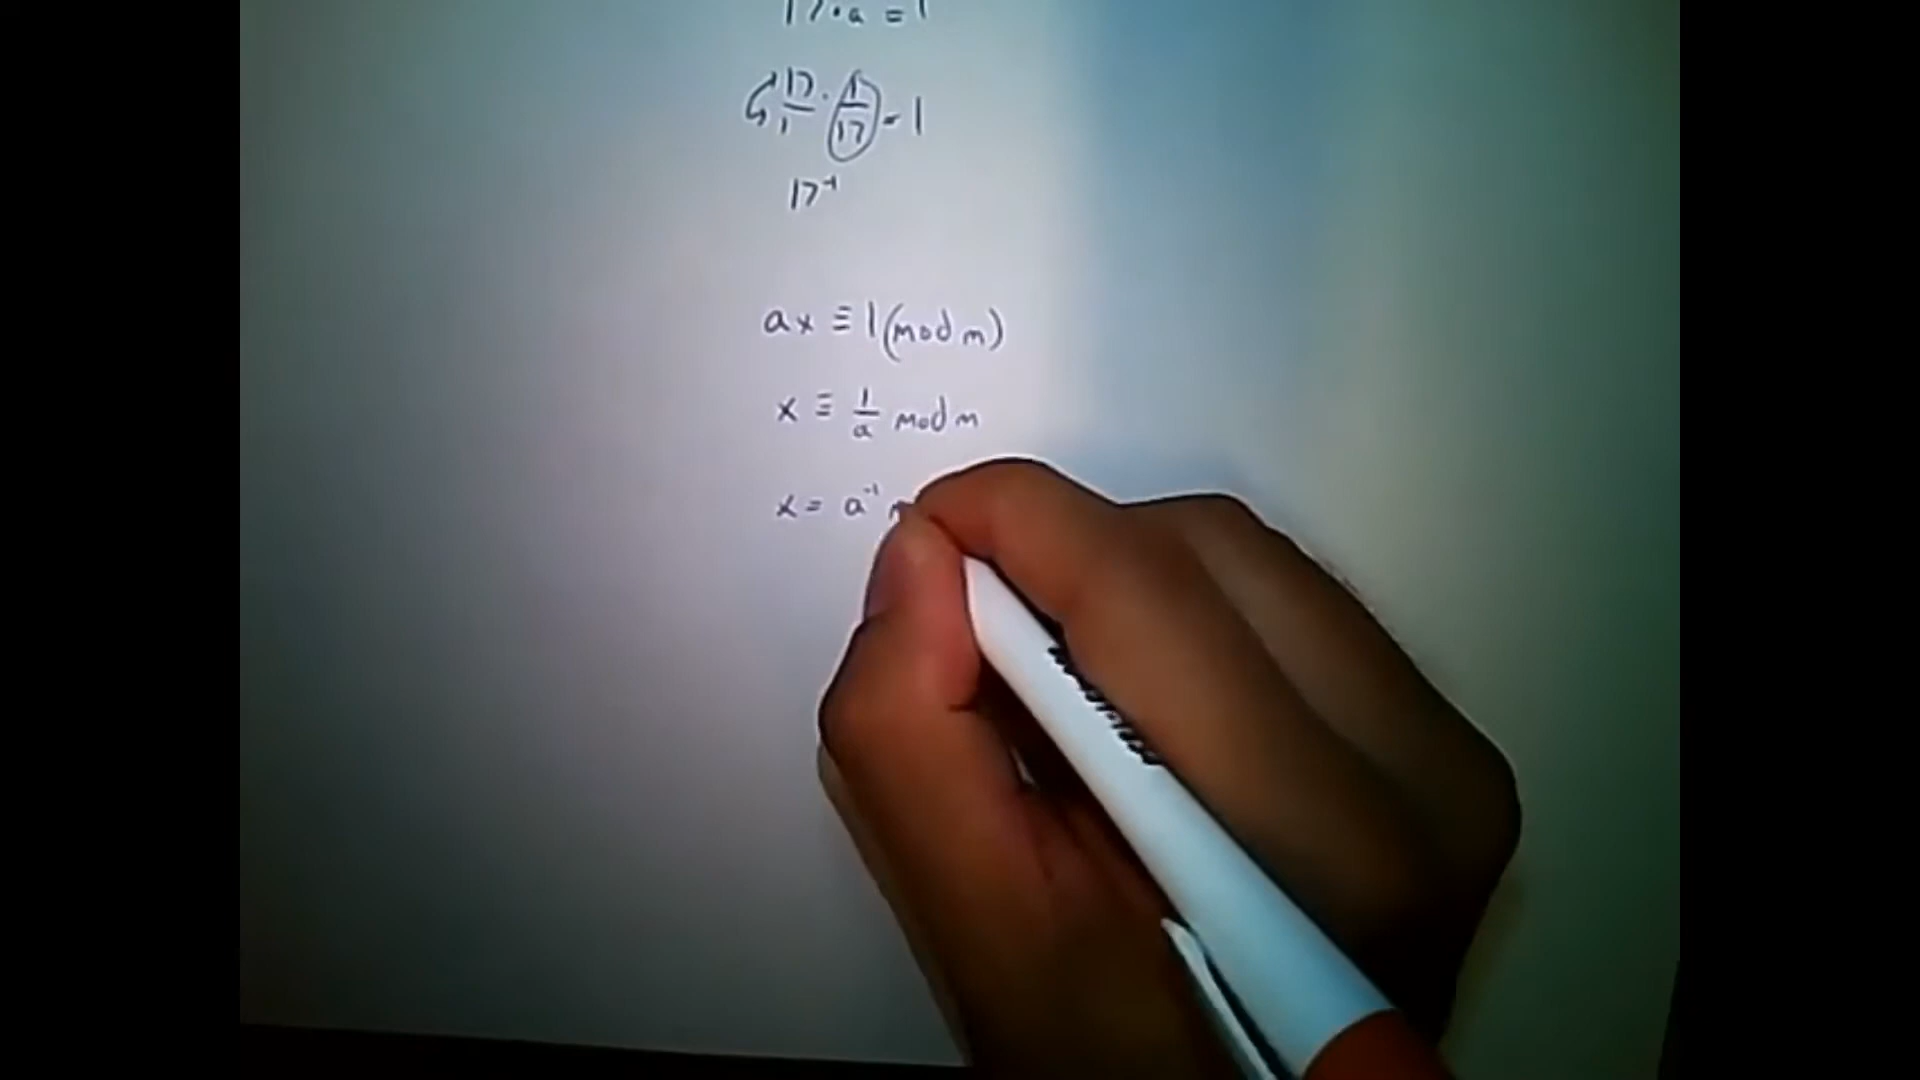 17 · a = 1
17/1 · 1/17 = 1
17⁻¹
ax ≡ 1 (mod m)
x ≡ 1/a mod m
x = a⁻¹ m